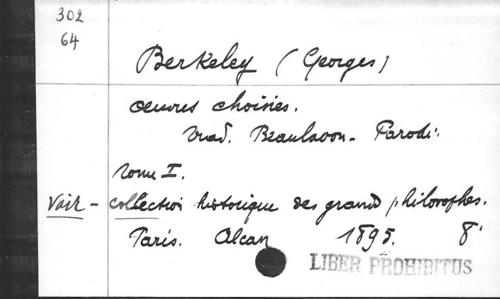 302
64
Berkeley (Georges)
œuvres choisies.
trad. Beaulavon - Parodi.
tome I.
Voir - collection historique des grands philosophes.
Paris. Alcan 1895. 8°
LIBER PROHIBITUS